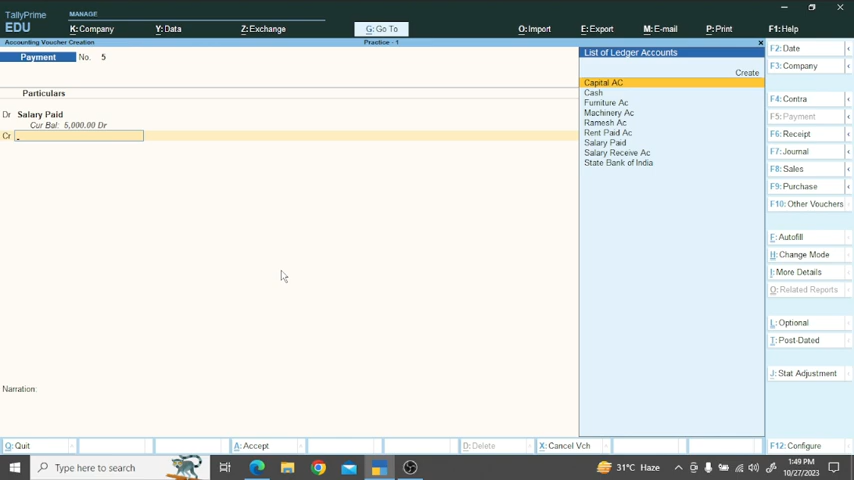 TallyPrime
EDU
MANAGE
K: Company
Y: Data
Z: Exchange
G: Go To
O: Import
E: Export
M: E-mail
P: Print
F1: Help
Accounting Voucher Creation
Practice - 1
Payment No. 5
Particulars
Dr Salary Paid
Cur Bal: 5,000.00 Dr
Cr
Narration:
List of Ledger Accounts
Create
Capital AC
Cash
Furniture Ac
Machinery Ac
Ramesh Ac
Rent Paid Ac
Salary Paid
Salary Receive Ac
State Bank of India
F2: Date
F3: Company
F4: Contra
F5: Payment
F6: Receipt
F7: Journal
F8: Sales
F9: Purchase
F10: Other Vouchers
F: Autofill
H: Change Mode
I: More Details
O: Related Reports
L: Optional
T: Post-Dated
J: Stat Adjustment
Q: Quit
A: Accept
D: Delete
X: Cancel Vch
F12: Configure
Type here to search
31°C Haze
1:49 PM
10/27/2023